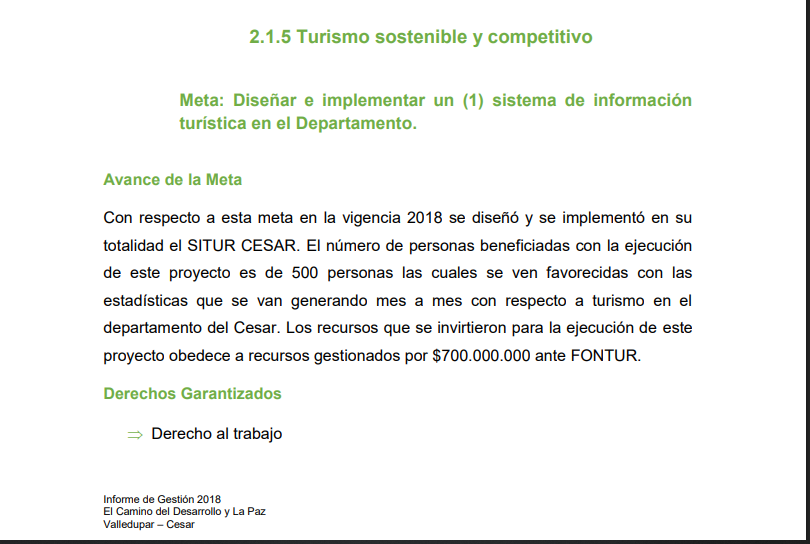 2.1.5 Turismo sostenible y competitivo
Meta: Diseñar e implementar un (1) sistema de información
turística en el Departamento.
Avance de la Meta
Con respecto a esta meta en la vigencia 2018 se diseñó y se implementó en su
totalidad el SITUR CESAR. El número de personas beneficiadas con la ejecución
de este proyecto es de 500 personas las cuales se ven favorecidas con las
estadísticas que se van generando mes a mes con respecto a turismo en el
departamento del Cesar. Los recursos que se invirtieron para la ejecución de este
proyecto obedece a recursos gestionados por $700.000.000 ante FONTUR.
Derechos Garantizados
⇒ Derecho al trabajo
Informe de Gestión 2018
El Camino del Desarrollo y La Paz
Valledupar – Cesar